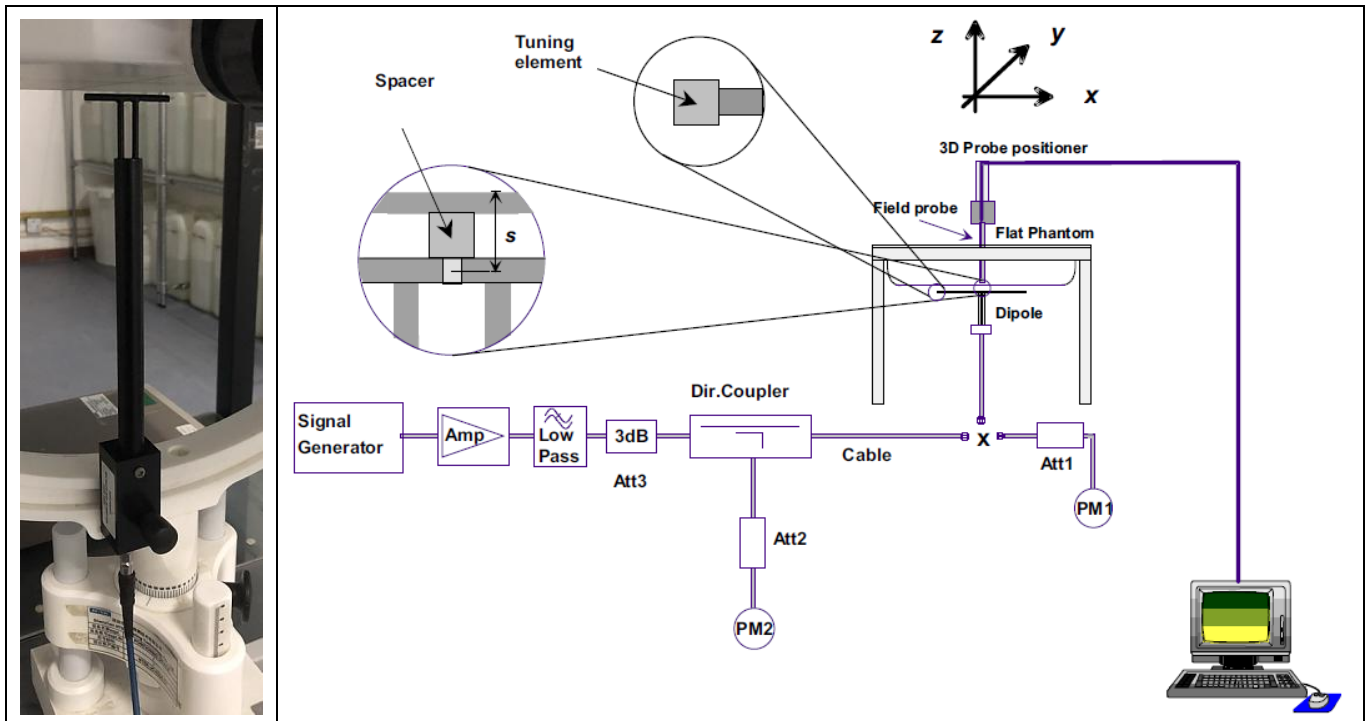 Tuning
element
Spacer
s
z
y
x
3D Probe positioner
Field probe
Flat Phantom
Dipole
Dir.Coupler
Signal
Generator
Amp
Low
Pass
3dB
Att3
Cable
x
Att1
PM1
Att2
PM2